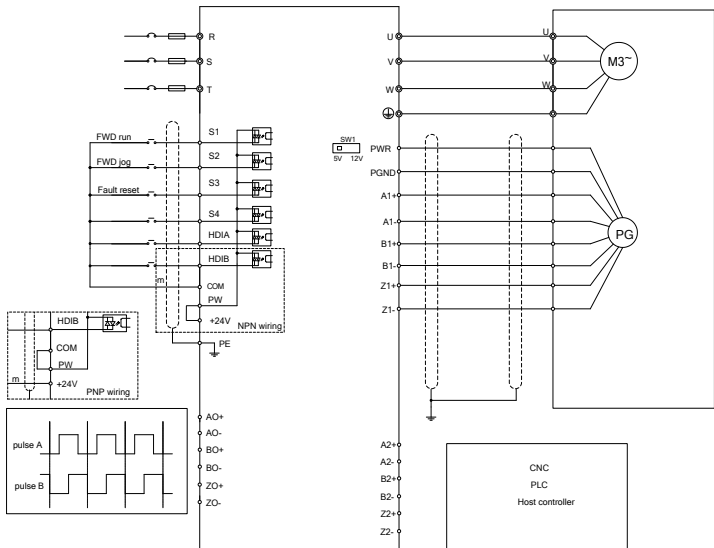 R
S
T
U
V
W
U
V
W
M3~
FWD run
S1
FWD jog
S2
Fault reset
S3
S4
HDIA
HDIB
m
COM
PW
+24V
NPN wiring
PE
SW1
5V 12V
PWR
PGND
A1+
A1-
B1+
B1-
Z1+
Z1-
PG
HDIB
COM
PW
m
+24V
PNP wiring
pulse A
pulse B
AO+
AO-
BO+
BO-
ZO+
ZO-
A2+
A2-
B2+
B2-
Z2+
Z2-
CNC
PLC
Host controller